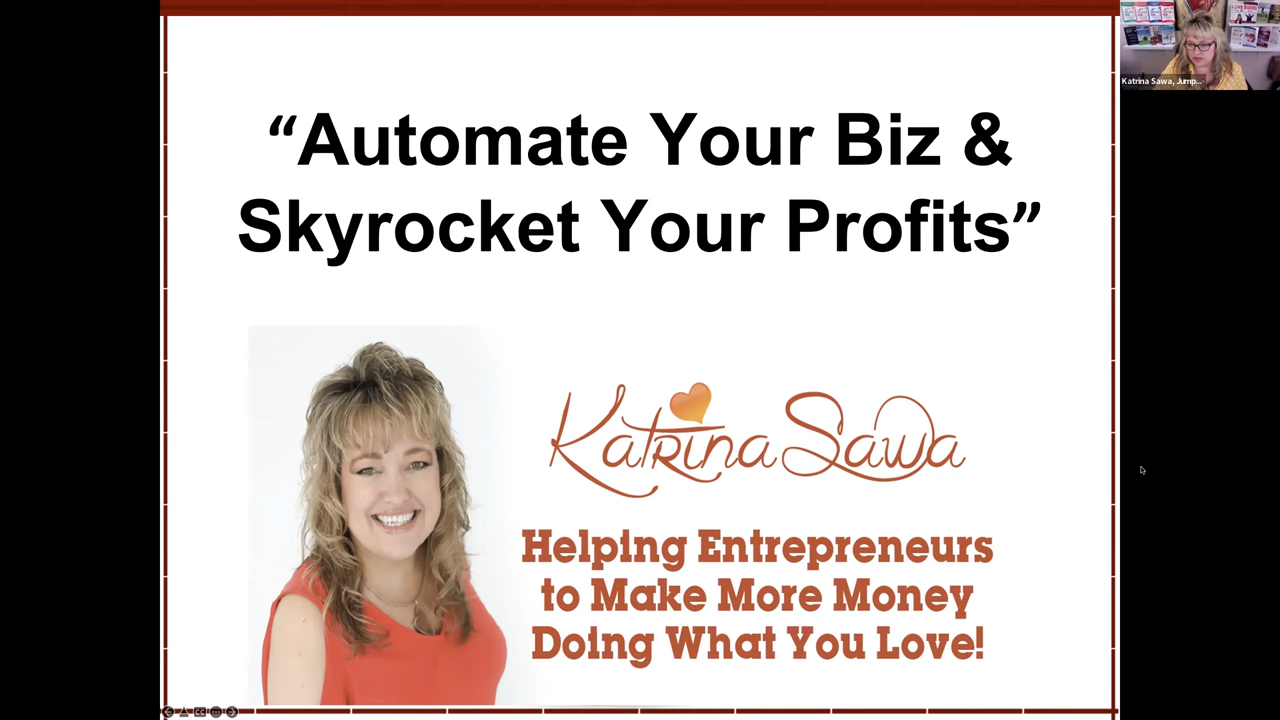 “Automate Your Biz &
Skyrocket Your Profits”
Katrina Sawa
Helping Entrepreneurs
to Make More Money
Doing What You Love!
Katrina Sawa, Jump...